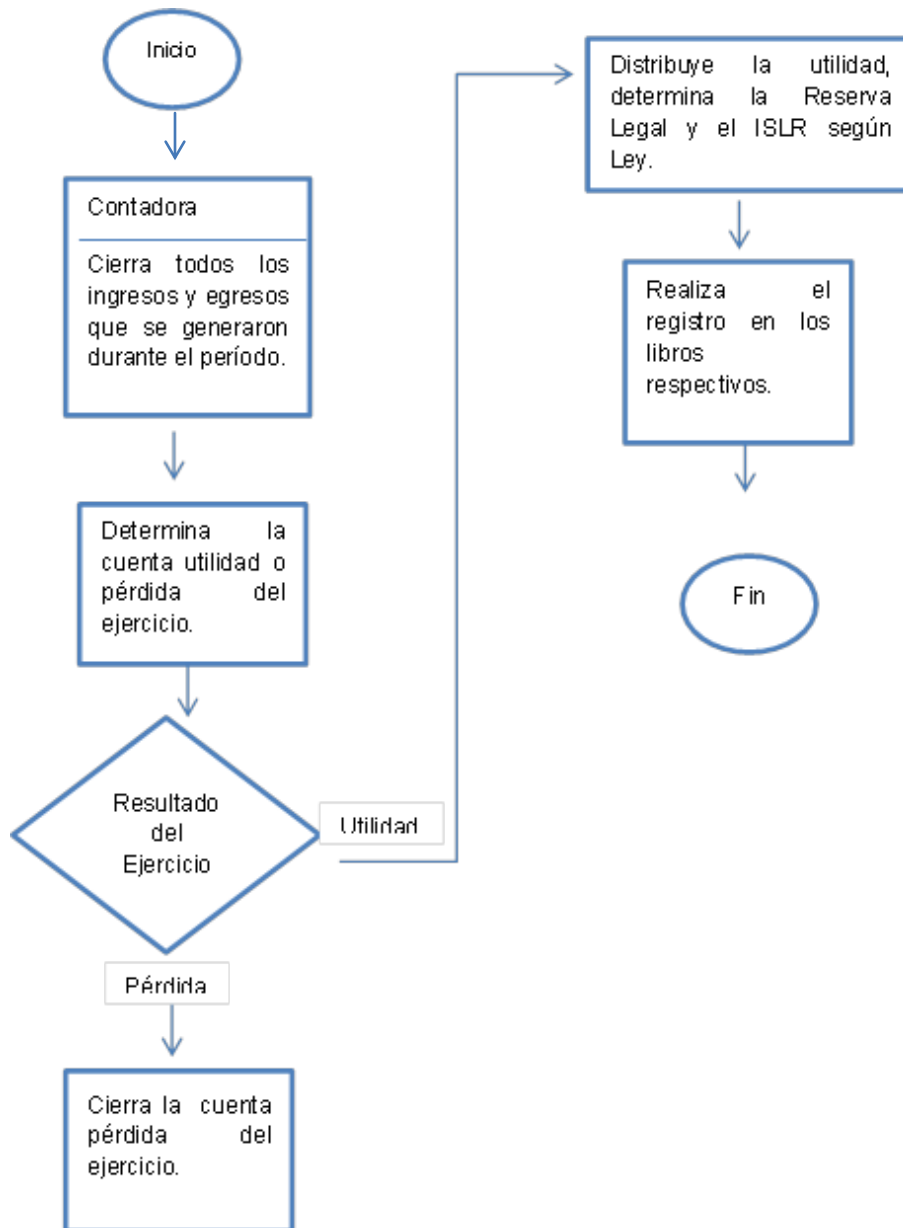 Inicio
Contadora
Cierra todos los
ingresos y egresos
que se generaron
durante el período.
Determina la
cuenta utilidad o
pérdida del
ejercicio.
Resultado
del
Ejercicio
Utilidad
Pérdida
Cierra la cuenta
pérdida del
ejercicio.
Distribuye la utilidad,
determina la Reserva
Legal y el ISLR según
Ley.
Realiza el
registro en los
libros
respectivos.
Fin